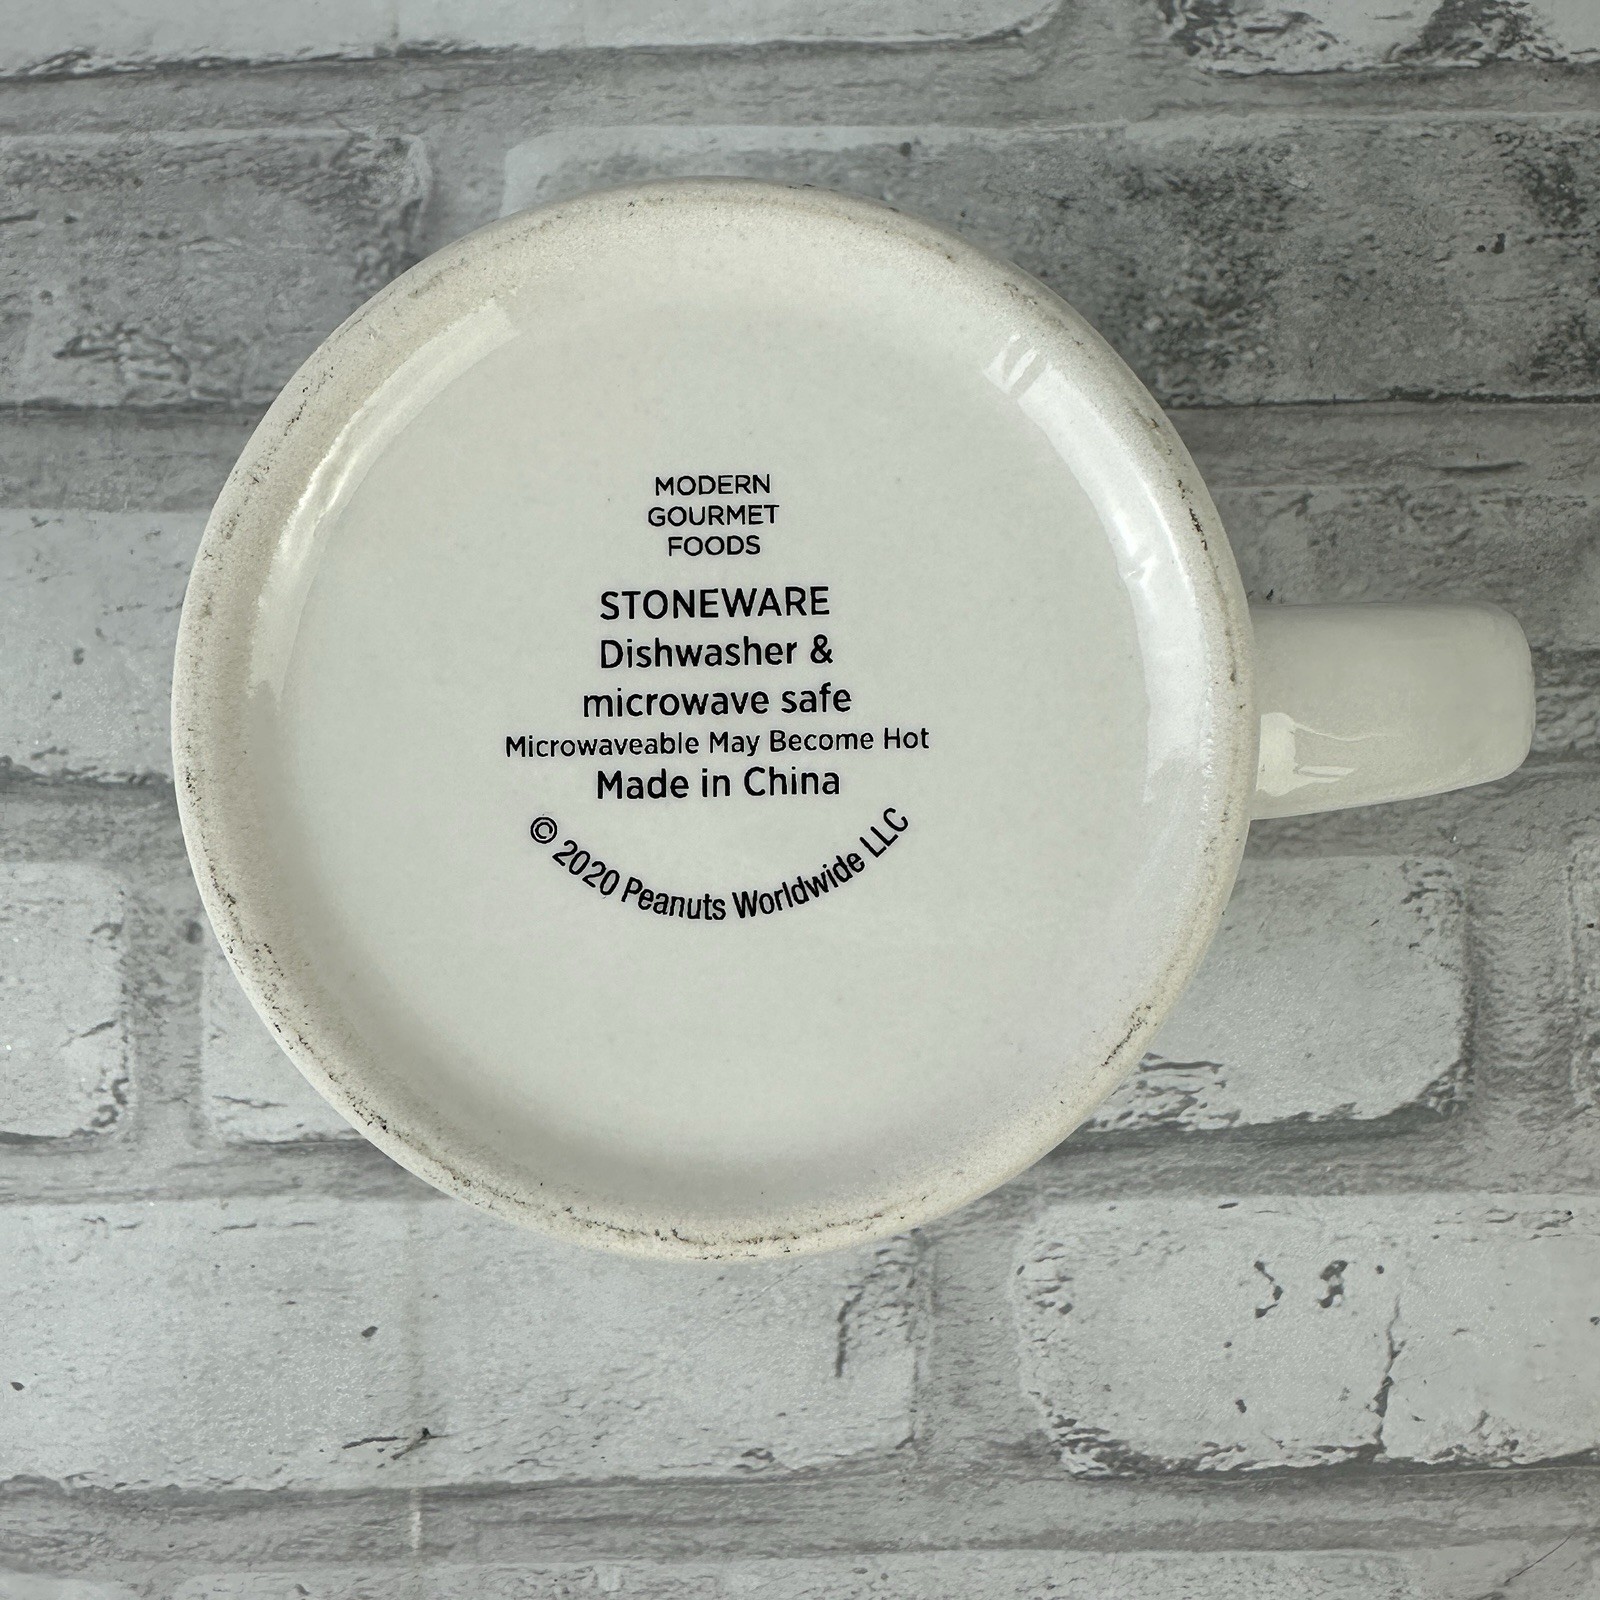 MODERN
GOURMET
FOODS
STONEWARE
Dishwasher &
microwave safe
Microwaveable May Become Hot
Made in China
© 2020 Peanuts Worldwide LLC